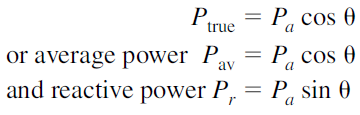 P_true = P_a cos θ
or average power P_av = P_a cos θ
and reactive power P_r = P_a sin θ